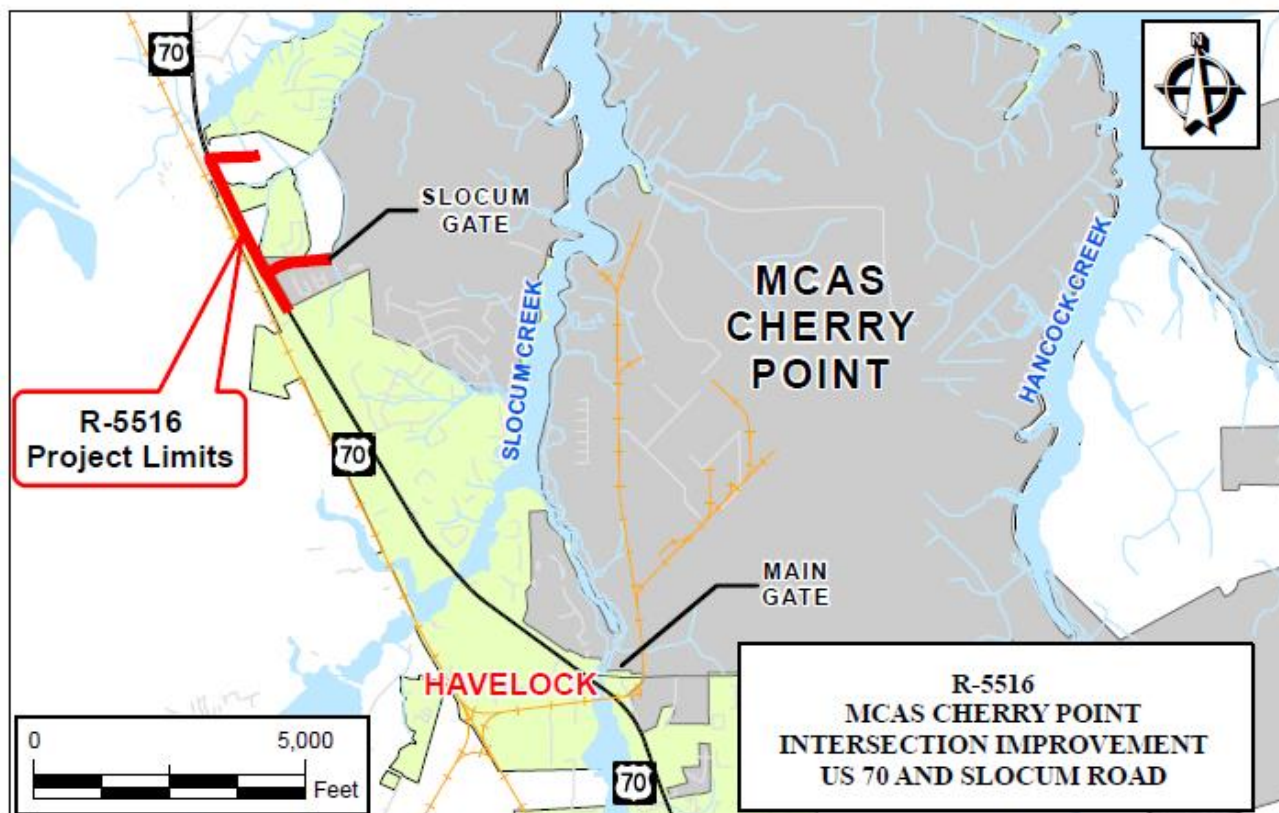 N
70
SLOCUM
GATE
MCAS
CHERRY
POINT
SLOCUM CREEK
HANCOCK CREEK
R-5516
Project Limits
70
MAIN
GATE
HAVELOCK
70
0 5,000
Feet
R-5516
MCAS CHERRY POINT
INTERSECTION IMPROVEMENT
US 70 AND SLOCUM ROAD